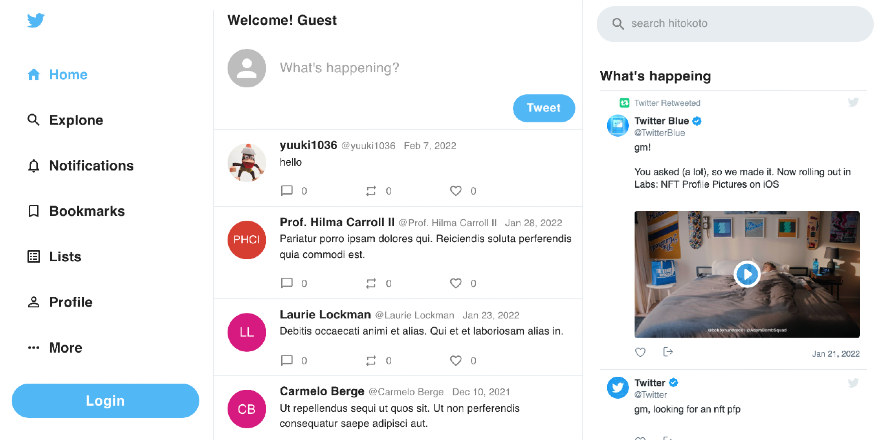 Home
Explone
Notifications
Bookmarks
Lists
Profile
More
Login
Welcome! Guest
What's happening?
Tweet
yuuki1036 @yuuki1036 Feb 7, 2022
hello
0 0 0
Prof. Hilma Carroll II @Prof. Hilma Carroll II Jan 28, 2022
PHCI
Pariatur porro ipsam dolores qui. Reiciendis soluta perferendis
quia commodi est.
0 0 0
Laurie Lockman @Laurie Lockman Jan 23, 2022
LL
Debitis occaecati animi et alias. Qui et et laboriosam alias in.
0 0 0
Carmelo Berge @Carmelo Berge Dec 10, 2021
CB
Ut repellendus sequi ut quos sit. Ut non perferendis
consequatur saepe adipisci aut.
search hitokoto
What's happeing
Twitter Retweeted
Twitter Blue
@TwitterBlue
gm!
You asked (a lot), so we made it. Now rolling out in
Labs: NFT Profile Pictures on iOS
Jan 21, 2022
Twitter
@Twitter
gm, looking for an nft pfp